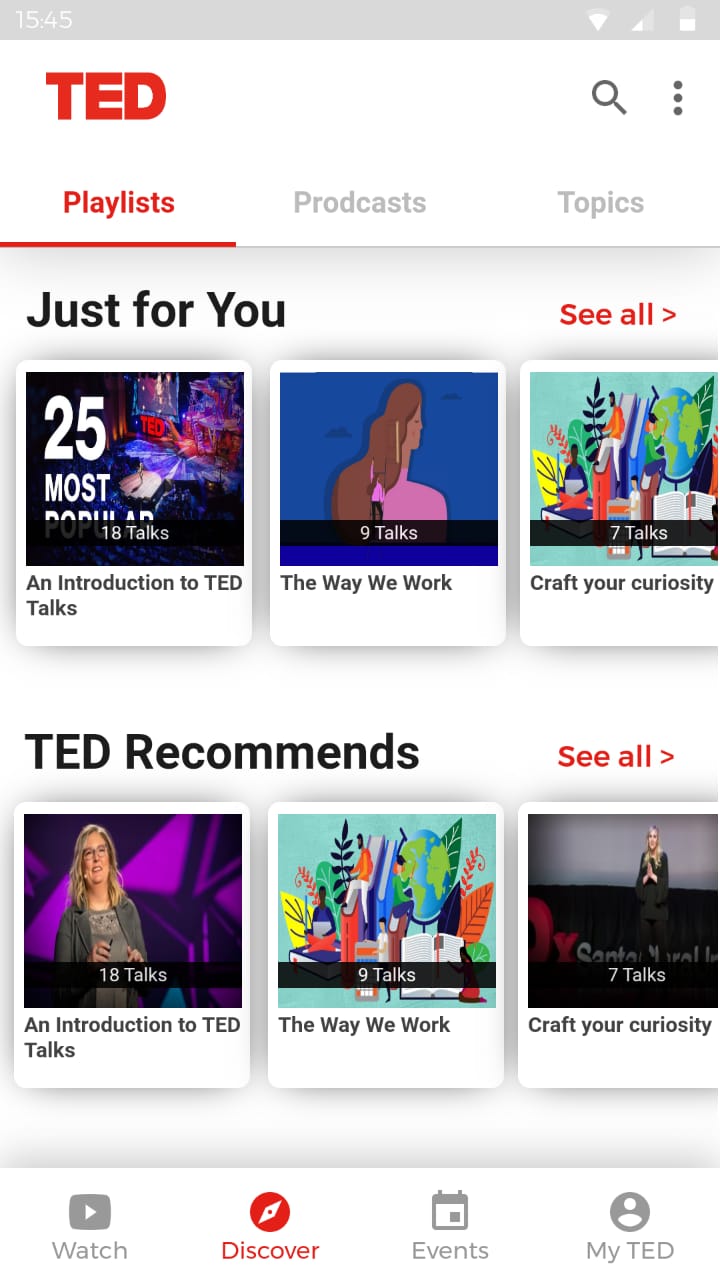 15:45
TED
Playlists Prodcasts Topics
Just for You
See all >
25
MOST
POPULAR
TED
18 Talks
9 Talks
7 Talks
An Introduction to TED
Talks
The Way We Work
Craft your curiosity
TED Recommends
See all >
18 Talks
9 Talks
7 Talks
An Introduction to TED
Talks
The Way We Work
Craft your curiosity
Watch Discover Events My TED